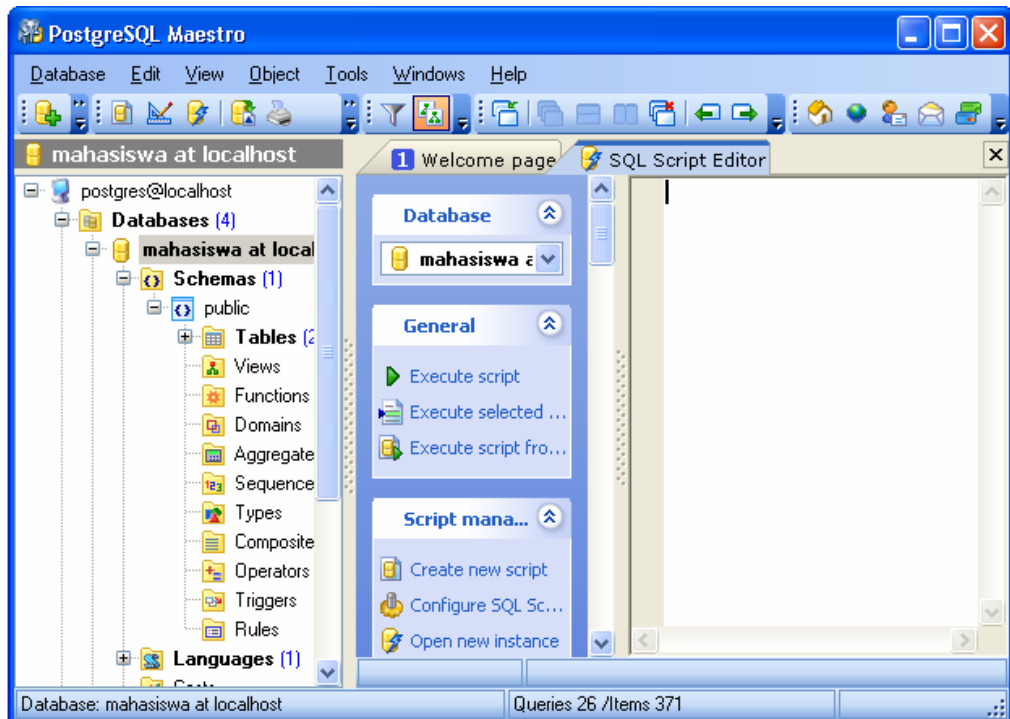 PostgreSQL Maestro
Database Edit View Object Tools Windows Help
mahasiswa at localhost
1 Welcome page
SQL Script Editor
postgres@localhost
Databases (4)
mahasiswa at local
Schemas (1)
public
Tables (2
Views
Functions
Domains
Aggregate
Sequence
Types
Composite
Operators
Triggers
Rules
Languages (1)
Database
mahasiswa a
General
Execute script
Execute selected ...
Execute script fro...
Script mana...
Create new script
Configure SQL Sc...
Open new instance
Database: mahasiswa at localhost
Queries 26 /Items 371